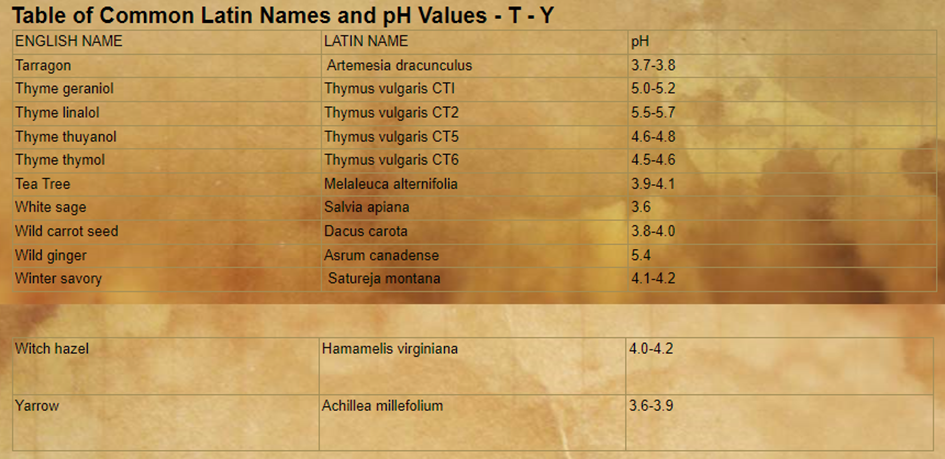 Table of Common Latin Names and pH Values - T - Y
ENGLISH NAME LATIN NAME pH
Tarragon Artemesia dracunculus 3.7-3.8
Thyme geraniol Thymus vulgaris CTI 5.0-5.2
Thyme linalol Thymus vulgaris CT2 5.5-5.7
Thyme thuyanol Thymus vulgaris CT5 4.6-4.8
Thyme thymol Thymus vulgaris CT6 4.5-4.6
Tea Tree Melaleuca alternifolia 3.9-4.1
White sage Salvia apiana 3.6
Wild carrot seed Dacus carota 3.8-4.0
Wild ginger Asrum canadense 5.4
Winter savory Satureja montana 4.1-4.2
Witch hazel Hamamelis virginiana 4.0-4.2
Yarrow Achillea millefolium 3.6-3.9